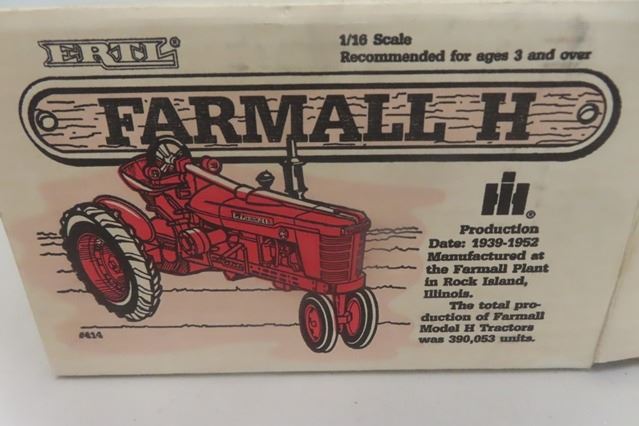 ERTL®
1/16 Scale
Recommended for ages 3 and over
FARMALL H
IH®
Production
Date: 1939-1952
Manufactured at
the Farmall Plant
in Rock Island,
Illinois.
The total pro-
duction of Farmall
Model H Tractors
was 390,053 units.
FARMALL
#414